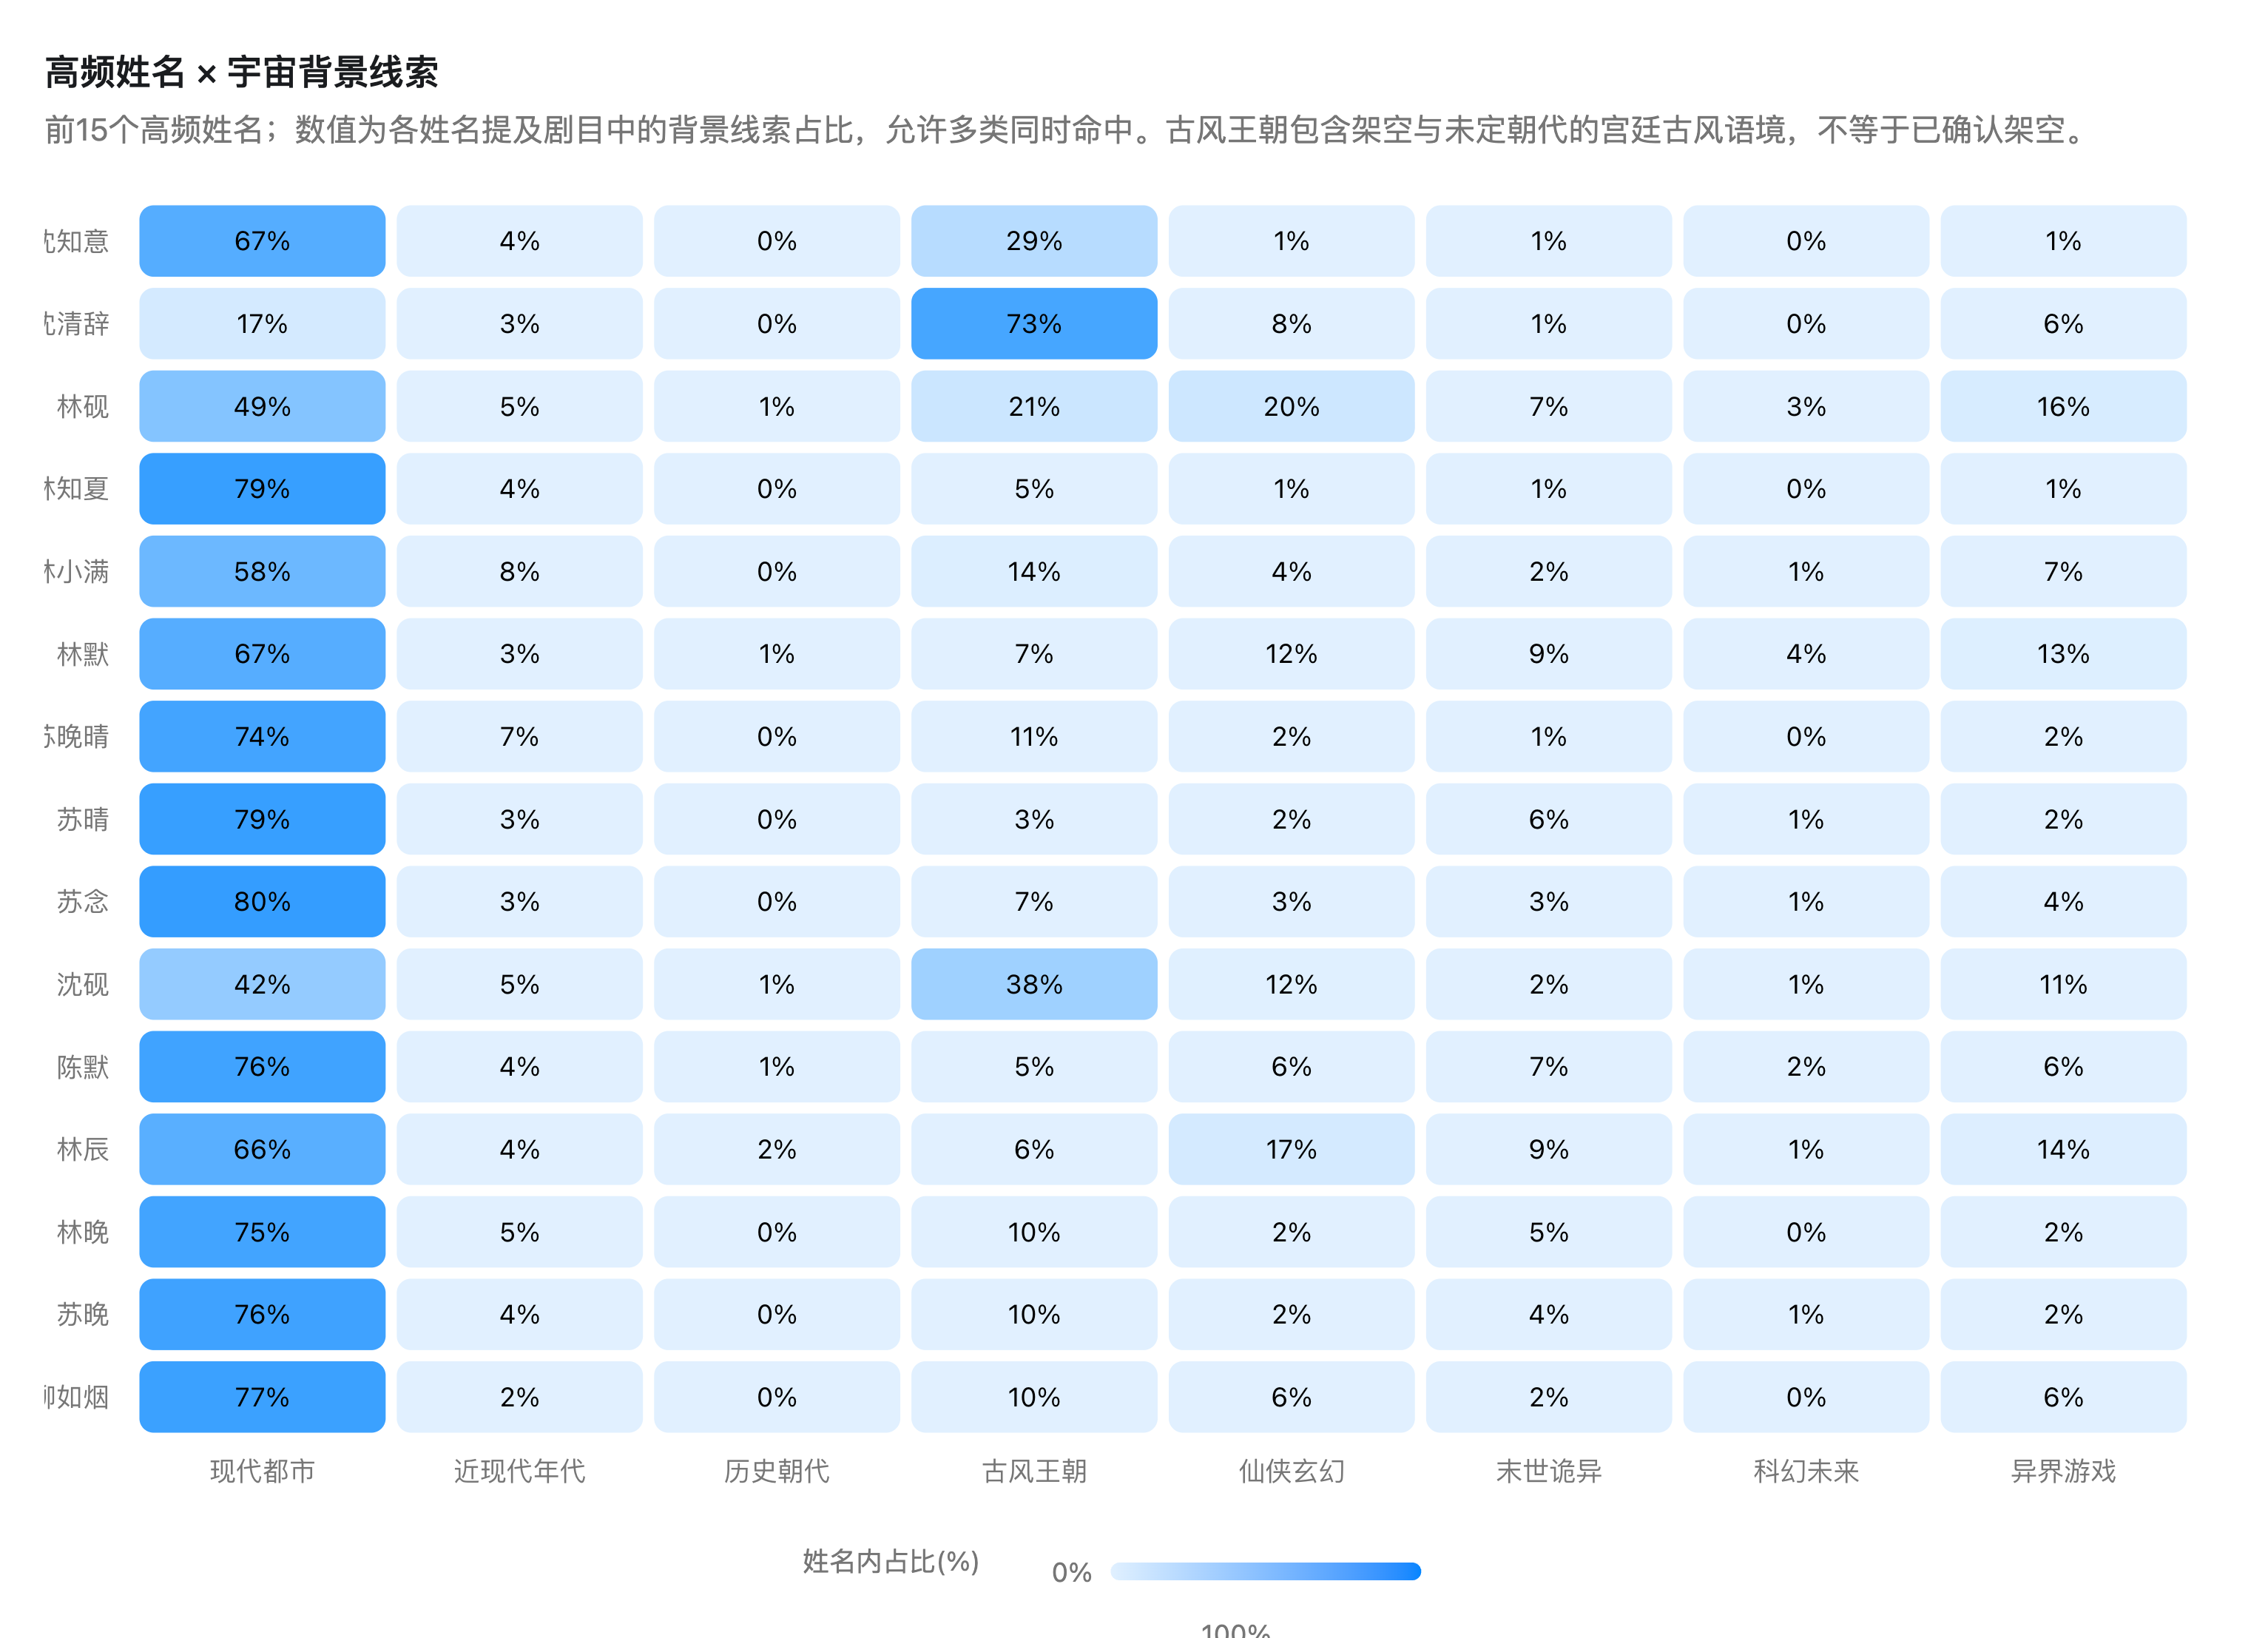 高频姓名 × 宇宙背景线索
前15个高频姓名；数值为各姓名提及剧目中的背景线索占比，允许多类同时命中。古风王朝包含架空与未定朝代的宫廷古风语境，不等于已确认架空。
沈知意 67% 4% 0% 29% 1% 1% 0% 1%
沈清辞 17% 3% 0% 73% 8% 1% 0% 6%
林砚 49% 5% 1% 21% 20% 7% 3% 16%
林知夏 79% 4% 0% 5% 1% 1% 0% 1%
林小满 58% 8% 0% 14% 4% 2% 1% 7%
林默 67% 3% 1% 7% 12% 9% 4% 13%
苏晚晴 74% 7% 0% 11% 2% 1% 0% 2%
苏晴 79% 3% 0% 3% 2% 6% 1% 2%
苏念 80% 3% 0% 7% 3% 3% 1% 4%
沈砚 42% 5% 1% 38% 12% 2% 1% 11%
陈默 76% 4% 1% 5% 6% 7% 2% 6%
林辰 66% 4% 2% 6% 17% 9% 1% 14%
林晚 75% 5% 0% 10% 2% 5% 0% 2%
苏晚 76% 4% 0% 10% 2% 4% 1% 2%
柳如烟 77% 2% 0% 10% 6% 2% 0% 6%
现代都市 近现代年代 历史朝代 古风王朝 仙侠玄幻 末世诡异 科幻未来 异界游戏
姓名内占比(%) 0%
100%